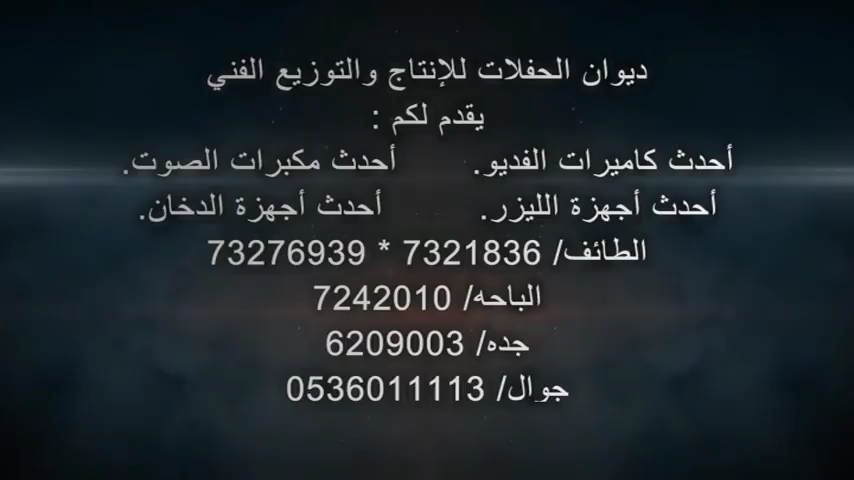 ديوان الحفلات للإنتاج والتوزيع الفني
يقدم لكم :
أحدث كاميرات الفديو. أحدث مكبرات الصوت.
أحدث أجهزة الليزر. أحدث أجهزة الدخان.
الطائف/ 7321836 * 73276939
الباحه/ 7242010
جده/ 6209003
جوال/ 0536011113